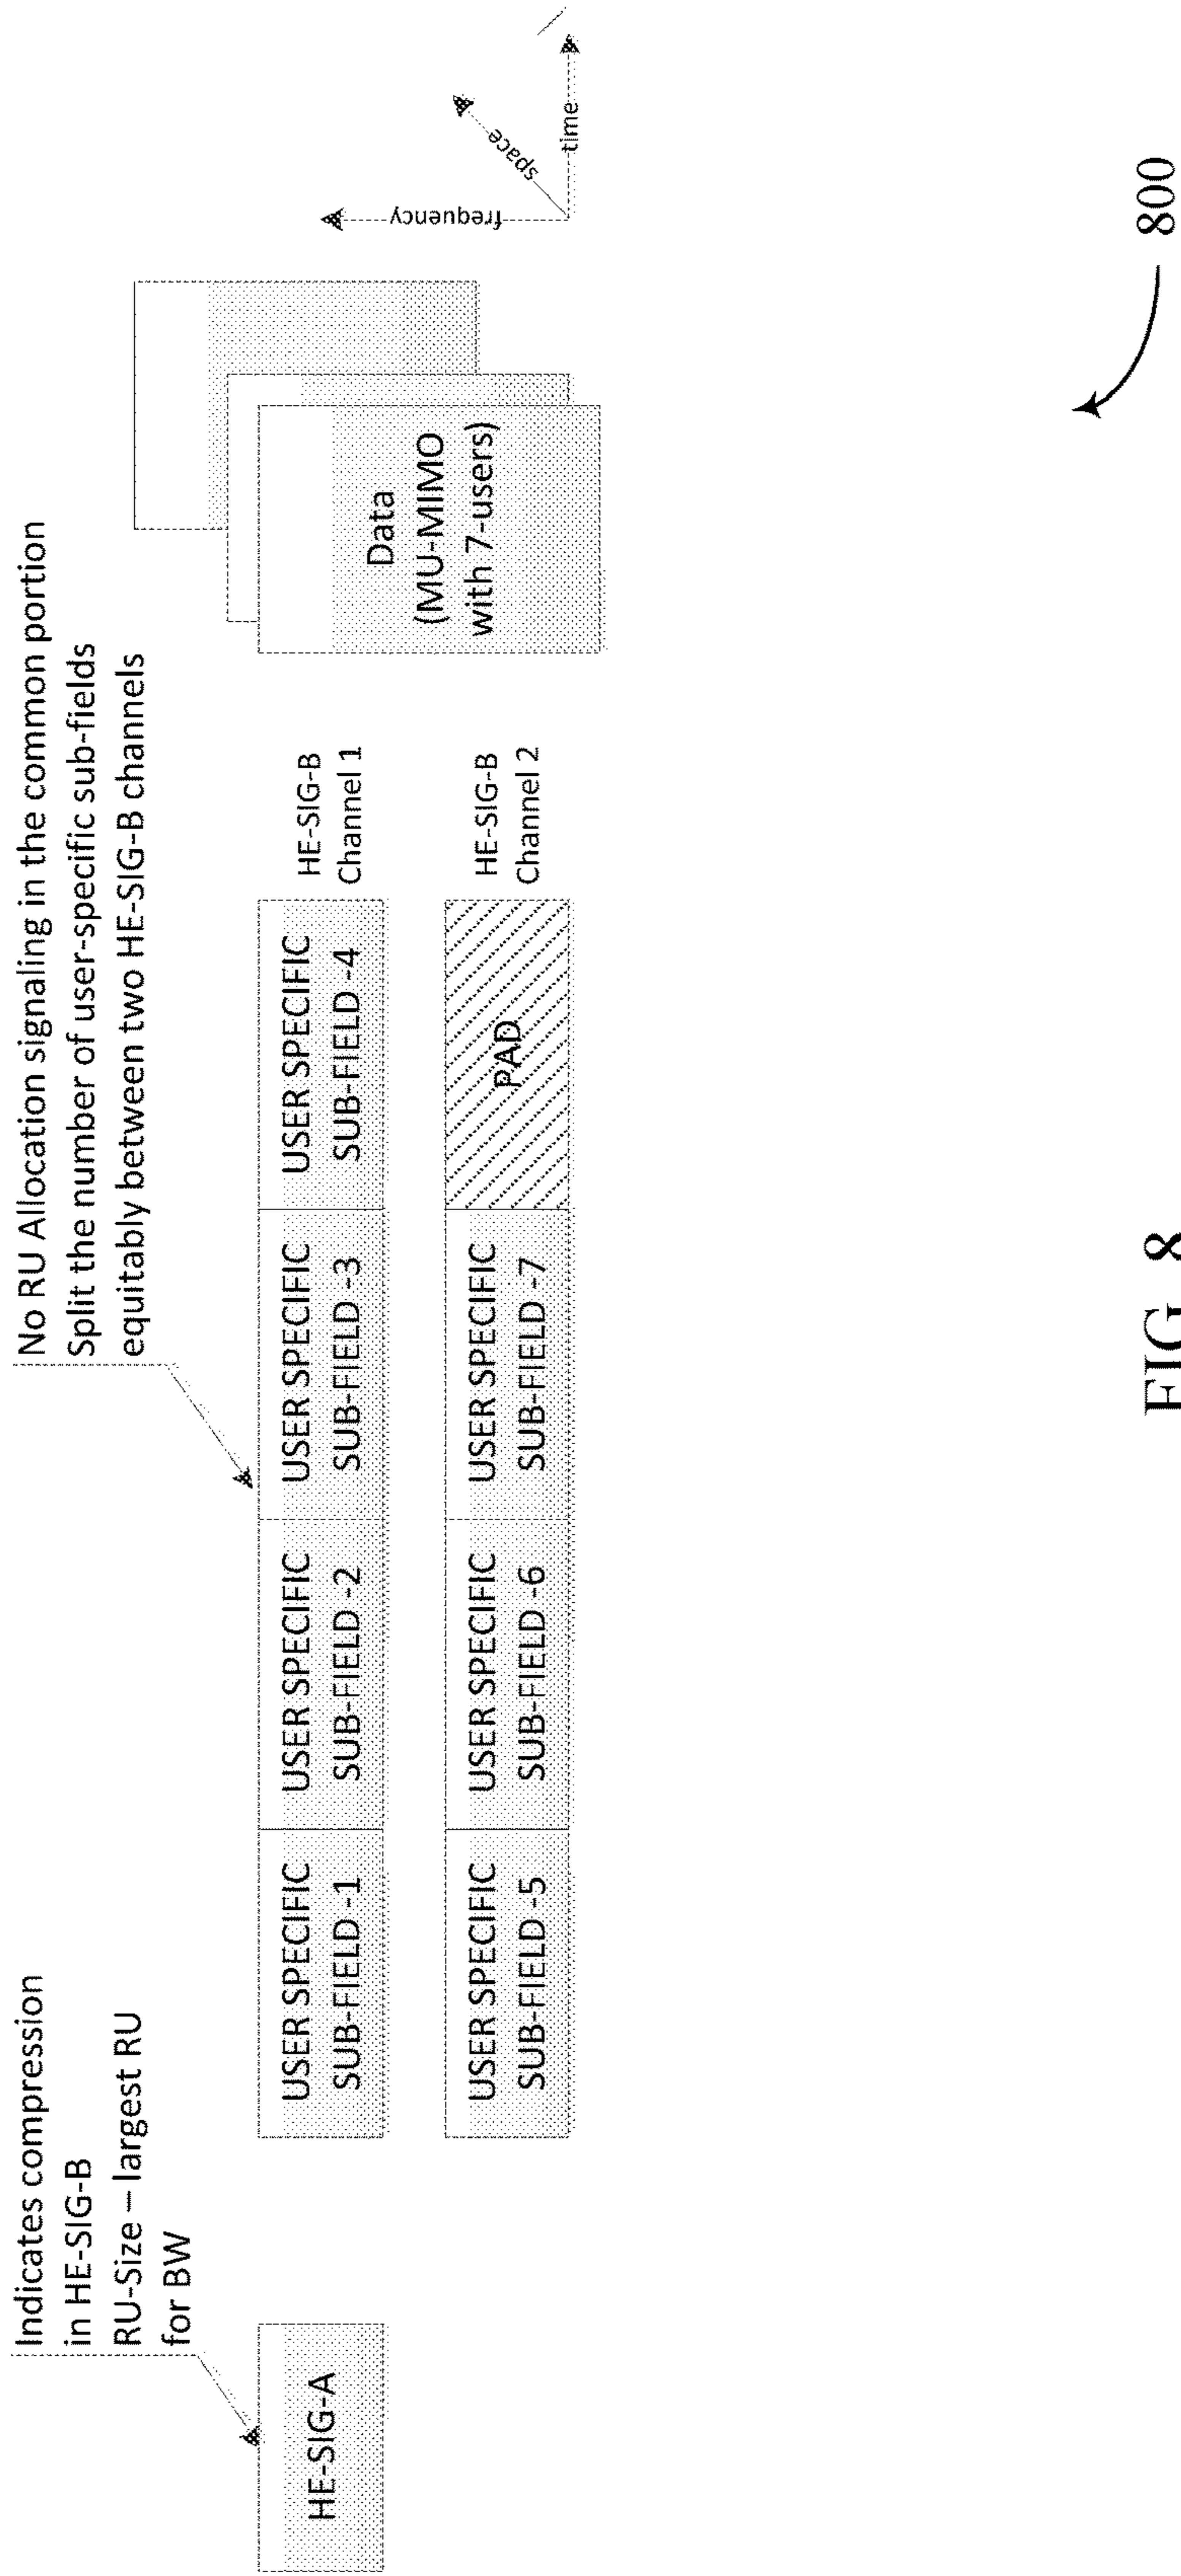 Indicates compression
in HE-SIG-B
RU-Size – largest RU
for BW
No RU Allocation signaling in the common portion
Split the number of user-specific sub-fields
equitably between two HE-SIG-B channels
HE-SIG-A
USER SPECIFIC
SUB-FIELD -1
USER SPECIFIC
SUB-FIELD -2
USER SPECIFIC
SUB-FIELD -3
USER SPECIFIC
SUB-FIELD -4
HE-SIG-B
Channel 1
USER SPECIFIC
SUB-FIELD -5
USER SPECIFIC
SUB-FIELD -6
USER SPECIFIC
SUB-FIELD -7
PAD
HE-SIG-B
Channel 2
Data
(MU-MIMO
with 7-users)
frequency
space
time
800
FIG. 8